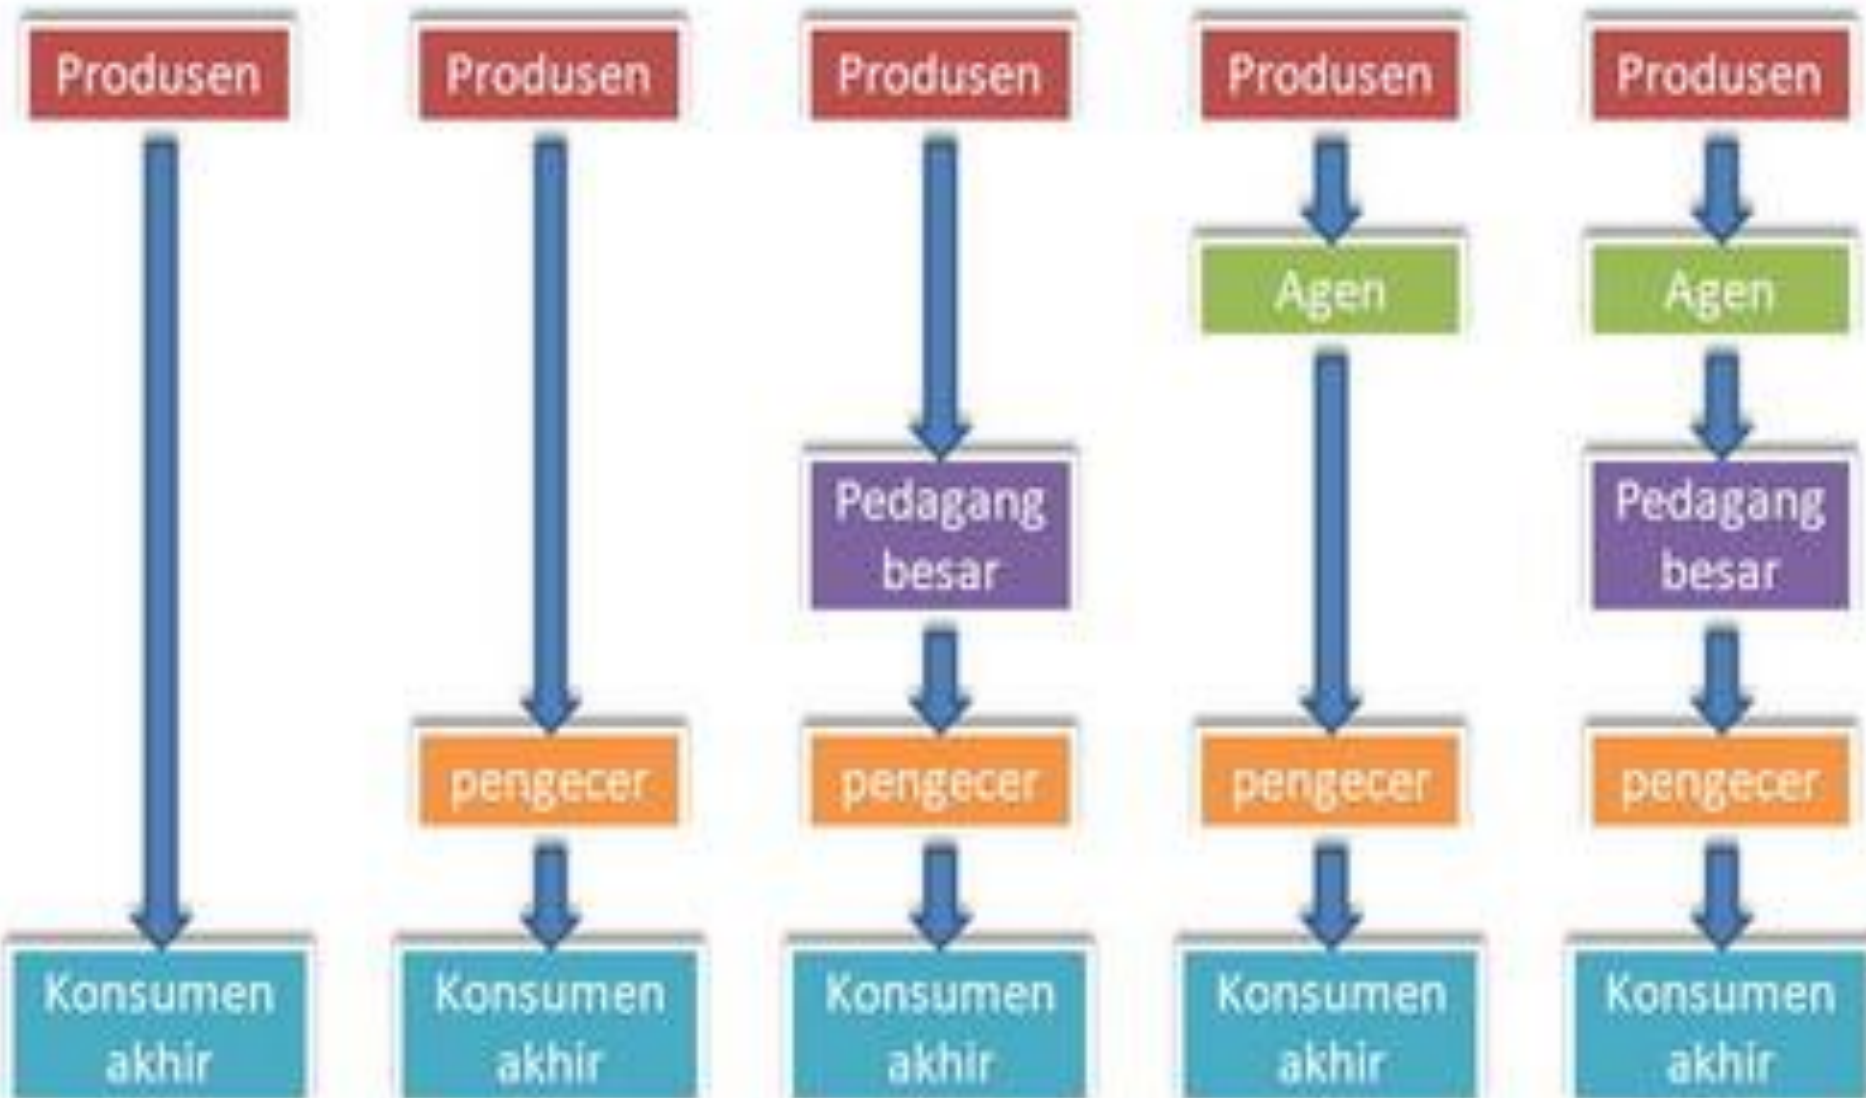 Produsen
Produsen
Produsen
Produsen
Produsen
Agen
Agen
Pedagang
besar
Pedagang
besar
pengecer
pengecer
pengecer
pengecer
Konsumen
akhir
Konsumen
akhir
Konsumen
akhir
Konsumen
akhir
Konsumen
akhir